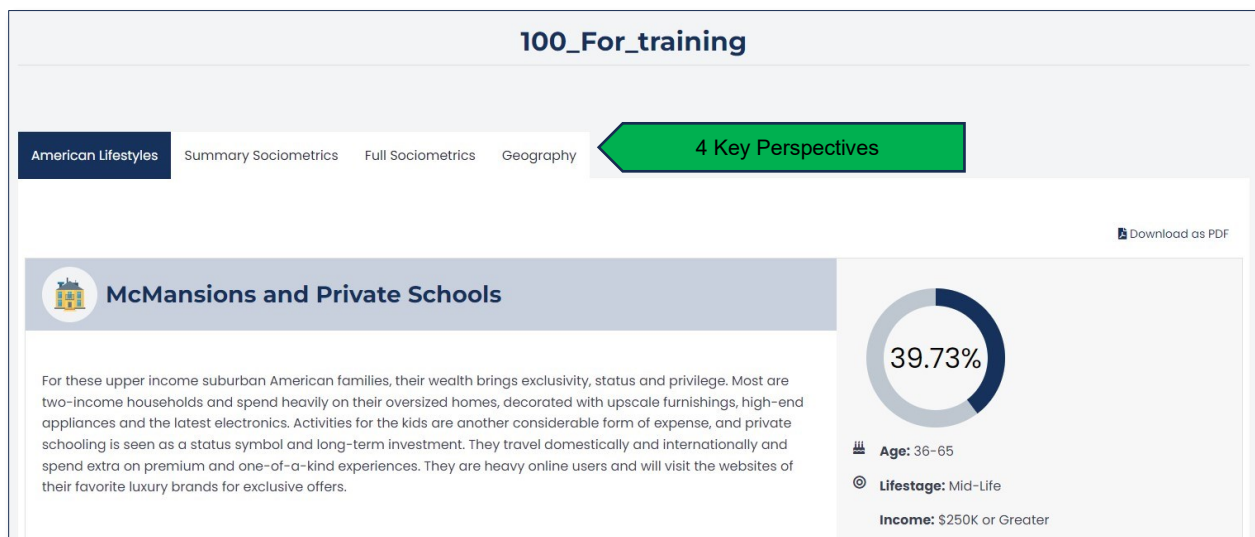 100_For_training
American Lifestyles Summary Sociometrics Full Sociometrics Geography 4 Key Perspectives
Download as PDF
McMansions and Private Schools
39.73%
For these upper income suburban American families, their wealth brings exclusivity, status and privilege. Most are
two-income households and spend heavily on their oversized homes, decorated with upscale furnishings, high-end
appliances and the latest electronics. Activities for the kids are another considerable form of expense, and private
schooling is seen as a status symbol and long-term investment. They travel domestically and internationally and
spend extra on premium and one-of-a-kind experiences. They are heavy online users and will visit the websites of
their favorite luxury brands for exclusive offers.
Age: 36-65
Lifestage: Mid-Life
Income: $250K or Greater